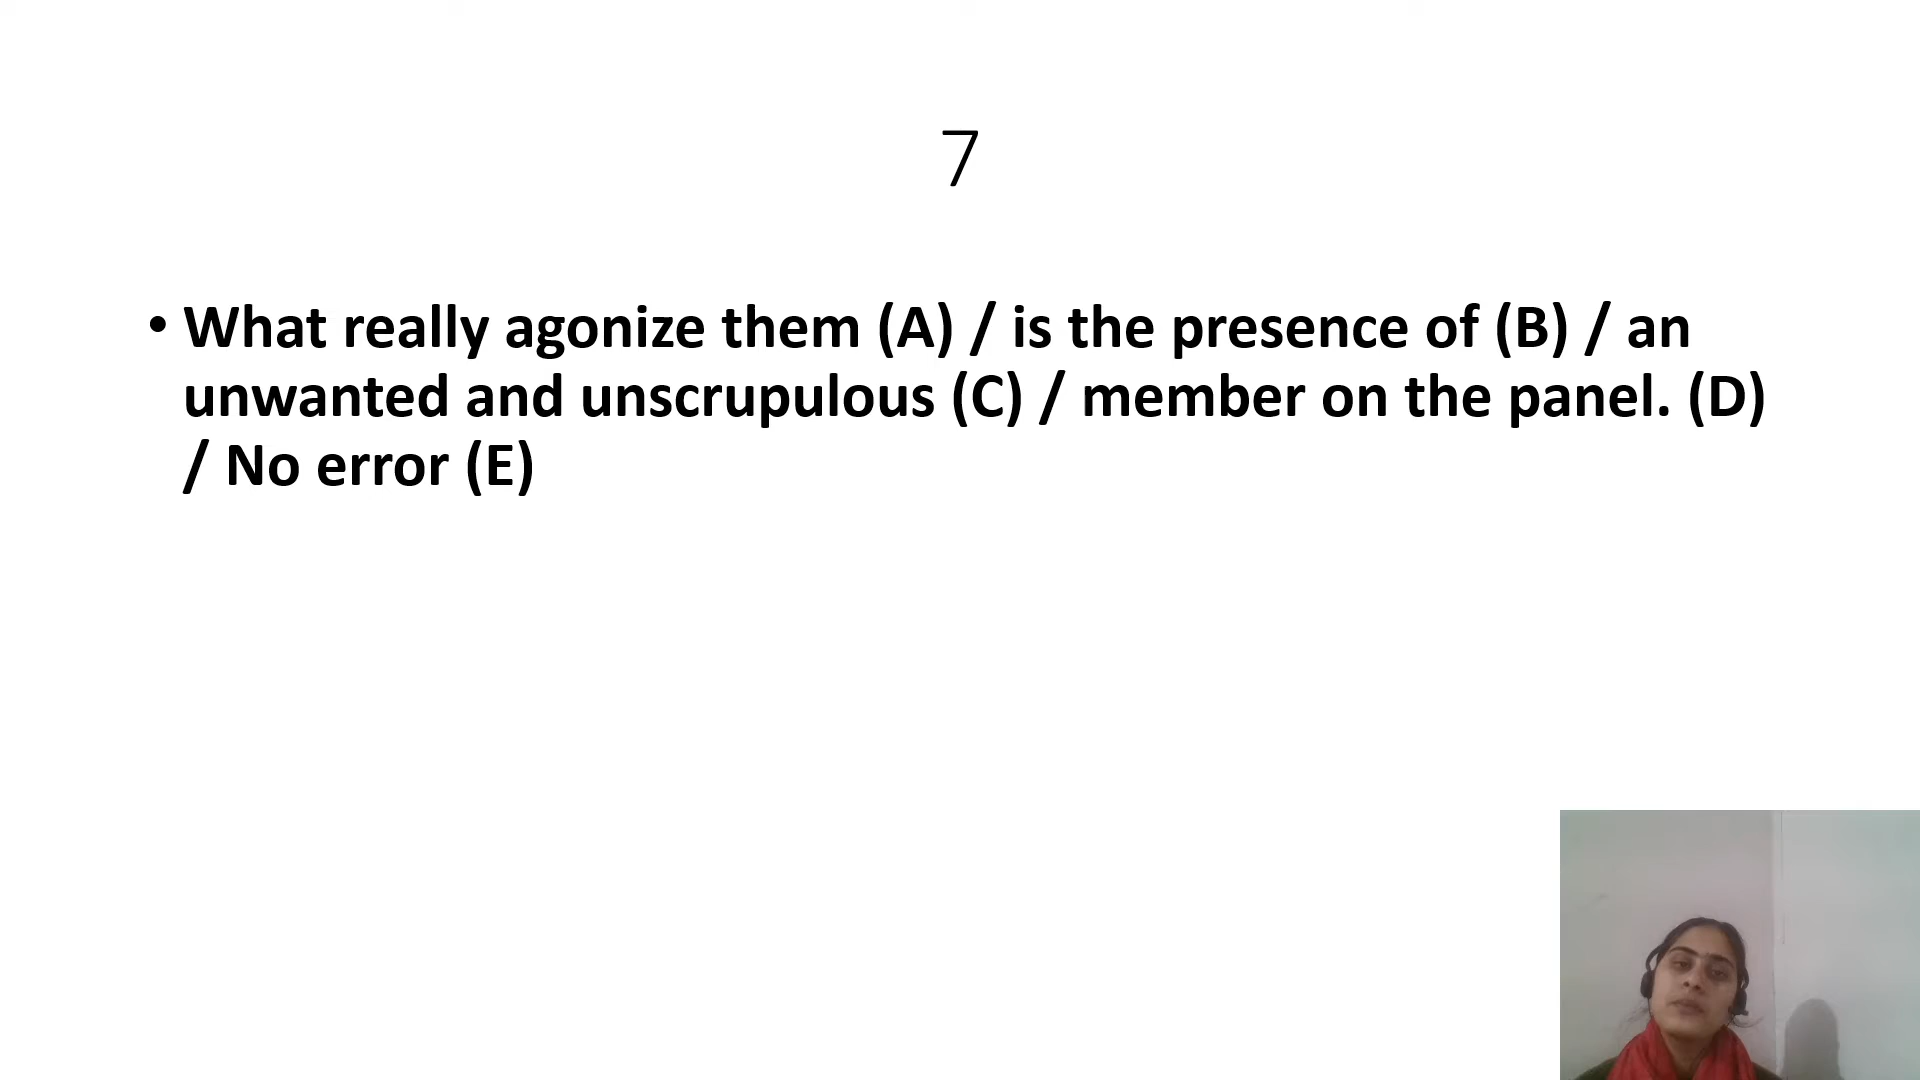 7
• What really agonize them (A) / is the presence of (B) / an
unwanted and unscrupulous (C) / member on the panel. (D)
/ No error (E)